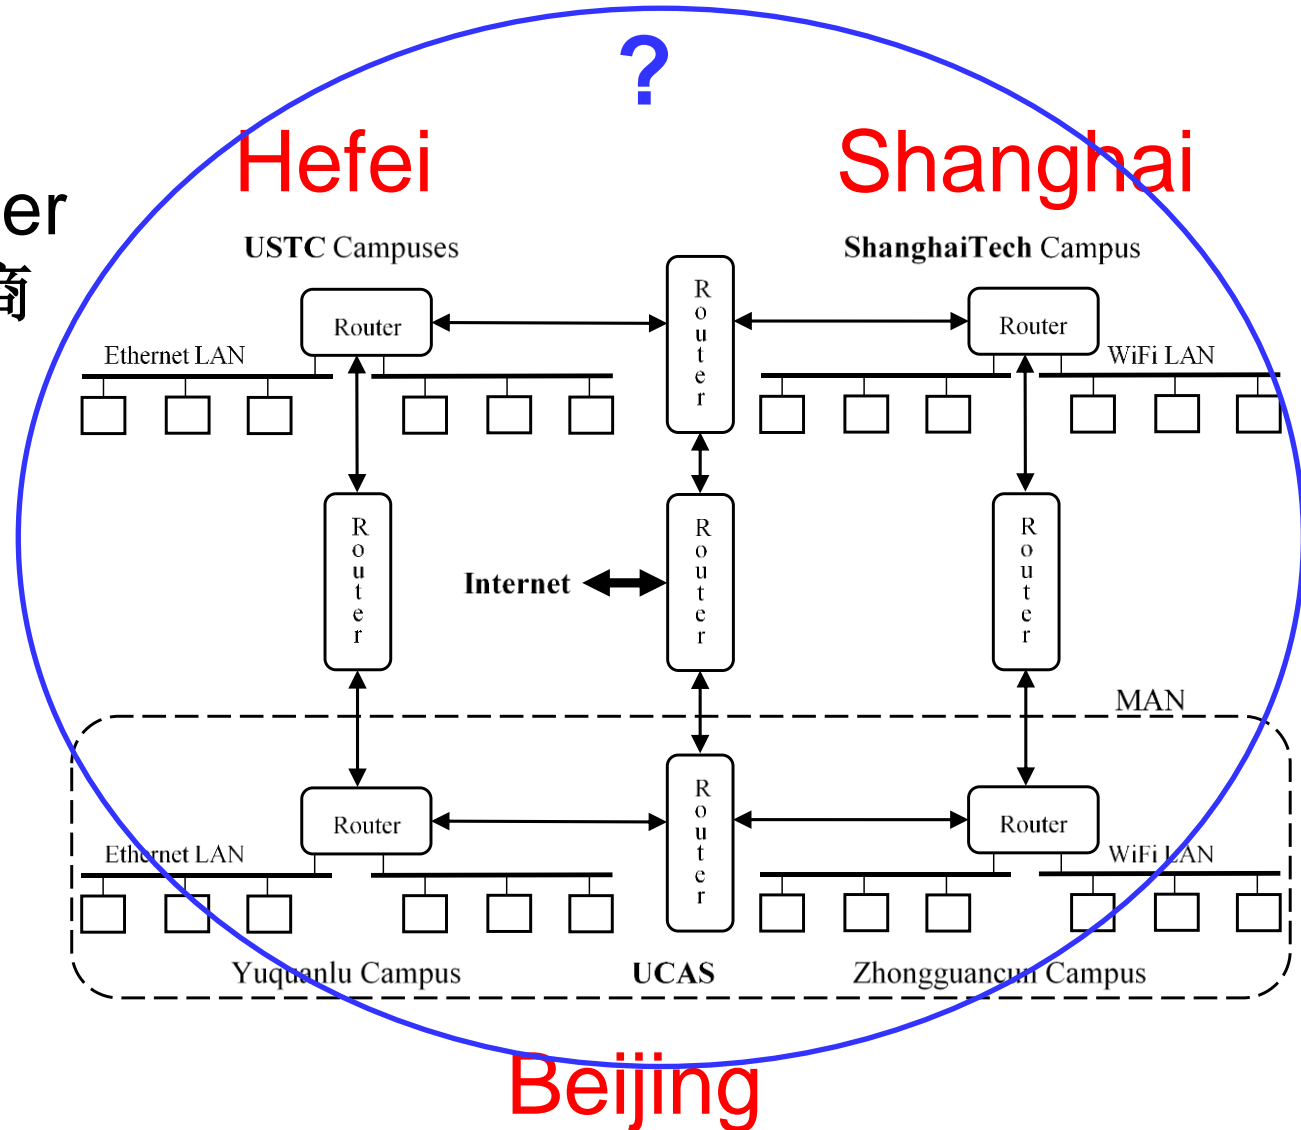 ?
Hefei
Shanghai
er
商
USTC Campuses
ShanghaiTech Campus
Router
Router
Router
Ethernet LAN
WiFi LAN
Router
Internet
Router
Router
MAN
Router
Router
Router
Ethernet LAN
WiFi LAN
Yuquanlu Campus
UCAS
Zhongguancun Campus
Beijing